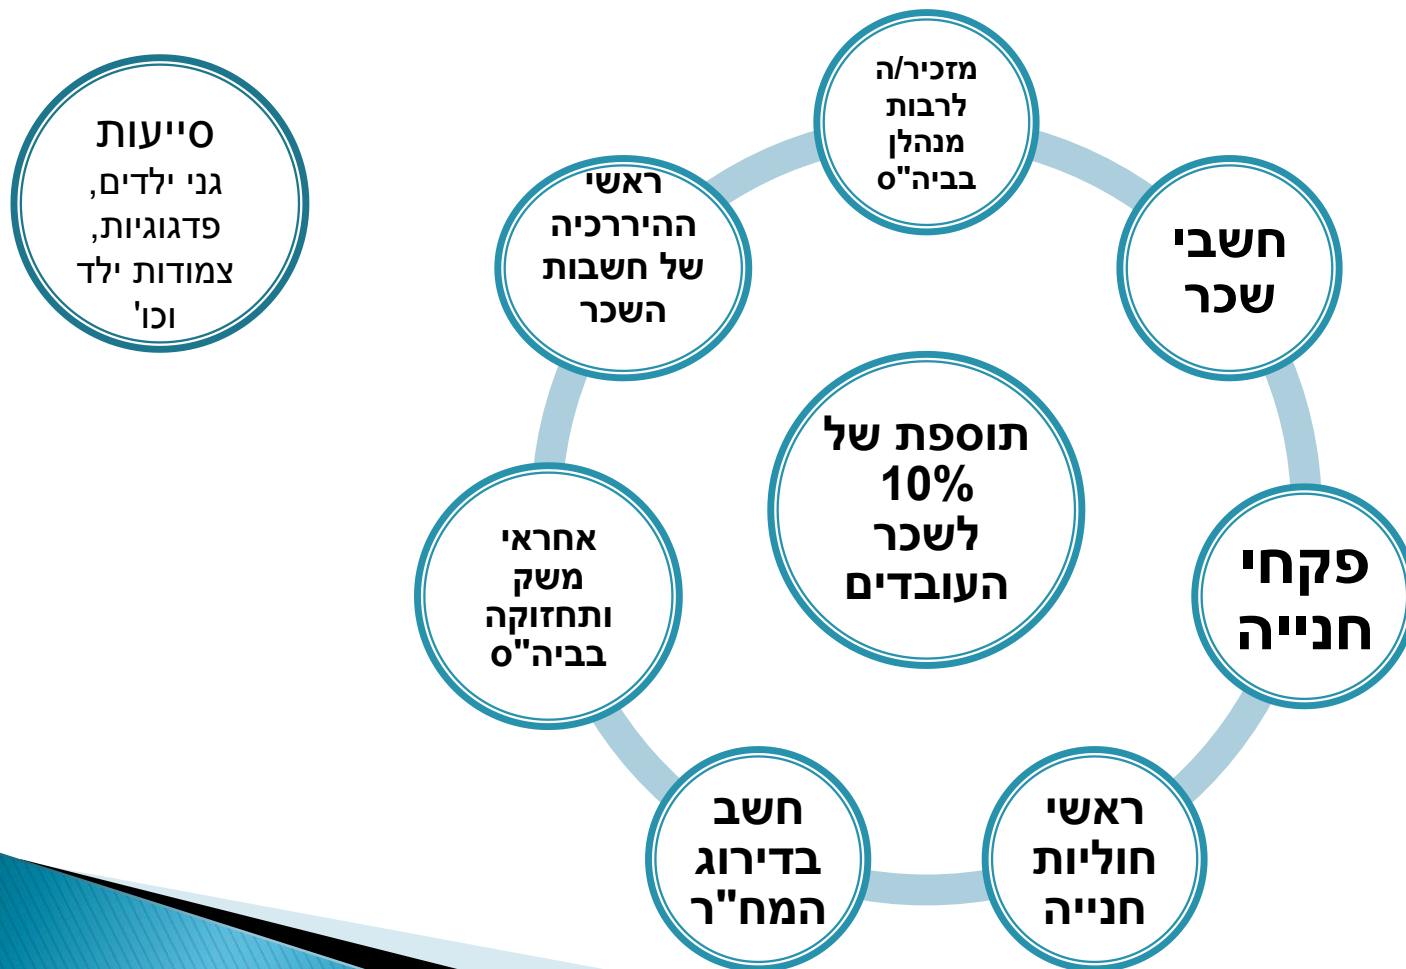 מזכיר/ה
לרבות
מנהלן
בביה"ס
חשבי
שכר
פקחי
חנייה
ראשי
חוליות
חנייה
חשב
בדירוג
המח"ר
אחראי
משק
ותחזוקה
בביה"ס
ראשי
ההיררכיה
של חשבות
השכר
תוספת של
10%
לשכר
העובדים
סייעות
גני ילדים,
פדגוגיות,
צמודות ילד
וכו'